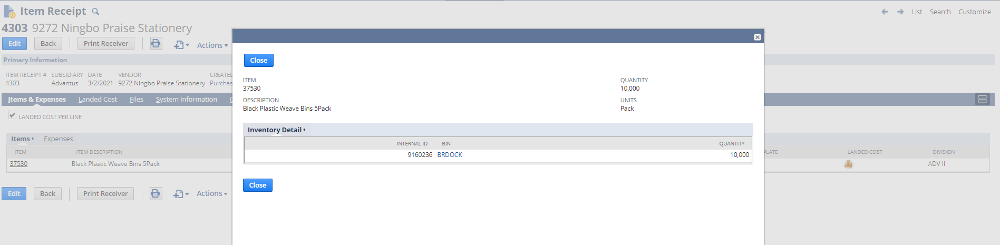 Item Receipt
List Search Customize
4303 9272 Ningbo Praise Stationery
Edit Back Print Receiver Actions
Primary Information
ITEM RECEIPT # SUBSIDIARY DATE VENDOR CREATED
4303 Advantus 3/2/2021 9272 Ningbo Praise Stationery Purchas
Items & Expenses Landed Cost Files System Information
LANDED COST PER LINE
Items • Expenses
ITEM ITEM DESCRIPTION PLATE LANDED COST DIVISION
37530 Black Plastic Weave Bins 5Pack ADV II
Edit Back Print Receiver Actions
Close
ITEM QUANTITY
37530 10,000
DESCRIPTION UNITS
Black Plastic Weave Bins 5Pack Pack
Inventory Detail •
INTERNAL ID BIN QUANTITY
9160236 BRDOCK 10,000
Close